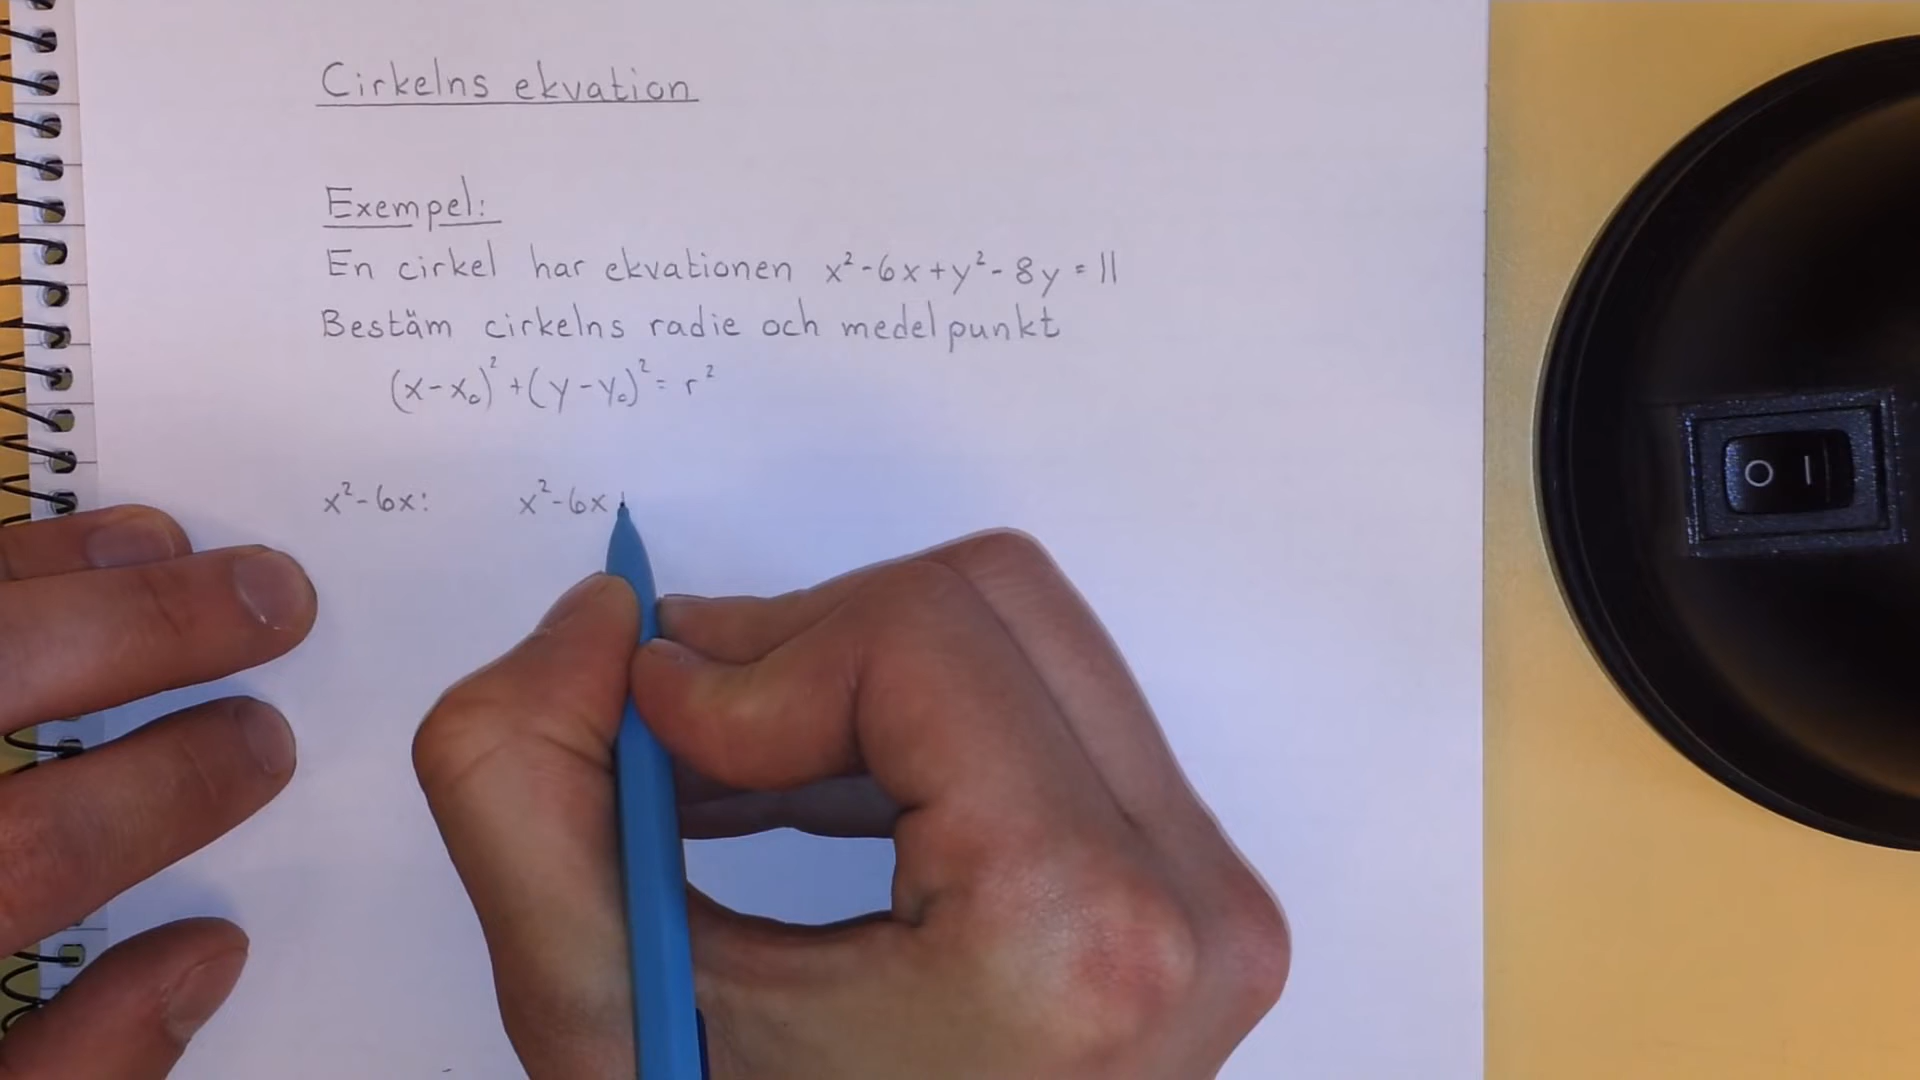 Cirkelns ekvation
Exempel:
En cirkel har ekvationen x²-6x+y²-8y=11
Bestäm cirkelns radie och medelpunkt
(x-x₀)²+(y-y₀)²=r²
x²-6x: x²-6x
O I